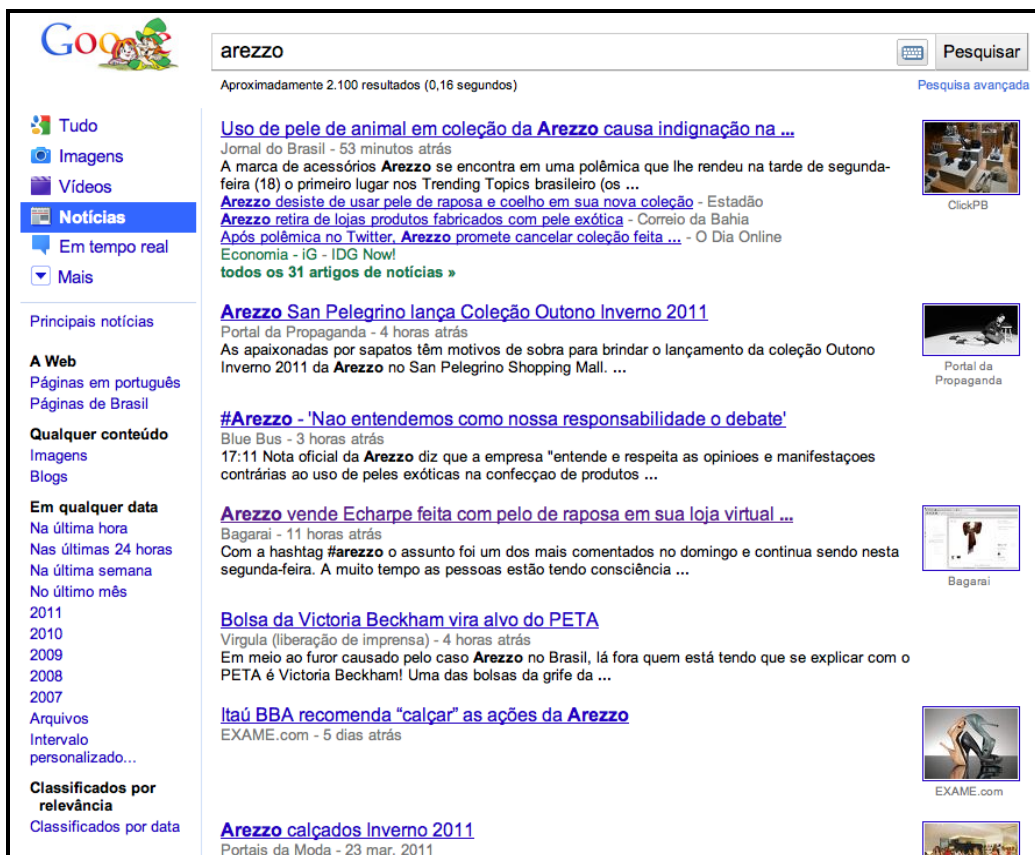 Google
arezzo
Pesquisar
Aproximadamente 2.100 resultados (0,16 segundos)
Pesquisa avançada
Tudo
Imagens
Vídeos
Notícias
Em tempo real
Mais
Principais notícias
A Web
Páginas em português
Páginas de Brasil
Qualquer conteúdo
Imagens
Blogs
Em qualquer data
Na última hora
Nas últimas 24 horas
Na última semana
No último mês
2011
2010
2009
2008
2007
Arquivos
Intervalo
personalizado...
Classificados por
relevância
Classificados por data
Uso de pele de animal em coleção da Arezzo causa indignação na ...
Jornal do Brasil - 53 minutos atrás
A marca de acessórios Arezzo se encontra em uma polêmica que lhe rendeu na tarde de segunda-
feira (18) o primeiro lugar nos Trending Topics brasileiro (os ...
Arezzo desiste de usar pele de raposa e coelho em sua nova coleção - Estadão
Arezzo retira de lojas produtos fabricados com pele exótica - Correio da Bahia
Após polêmica no Twitter, Arezzo promete cancelar coleção feita ... - O Dia Online
Economia - iG - IDG Now!
todos os 31 artigos de notícias »
ClickPB
Arezzo San Pelegrino lança Coleção Outono Inverno 2011
Portal da Propaganda - 4 horas atrás
As apaixonadas por sapatos têm motivos de sobra para brindar o lançamento da coleção Outono
Inverno 2011 da Arezzo no San Pelegrino Shopping Mall. ...
Portal da
Propaganda
#Arezzo - 'Nao entendemos como nossa responsabilidade o debate'
Blue Bus - 3 horas atrás
17:11 Nota oficial da Arezzo diz que a empresa "entende e respeita as opinioes e manifestaçoes
contrárias ao uso de peles exóticas na confecçao de produtos ...
Arezzo vende Echarpe feita com pelo de raposa em sua loja virtual ...
Bagarai - 11 horas atrás
Com a hashtag #arezzo o assunto foi um dos mais comentados no domingo e continua sendo nesta
segunda-feira. A muito tempo as pessoas estão tendo consciência ...
Bagarai
Bolsa da Victoria Beckham vira alvo do PETA
Virgula (liberação de imprensa) - 4 horas atrás
Em meio ao furor causado pelo caso Arezzo no Brasil, lá fora quem está tendo que se explicar com o
PETA é Victoria Beckham! Uma das bolsas da grife da ...
Itaú BBA recomenda “calçar” as ações da Arezzo
EXAME.com - 5 dias atrás
EXAME.com
Arezzo calçados Inverno 2011
Portais da Moda - 23 mar. 2011